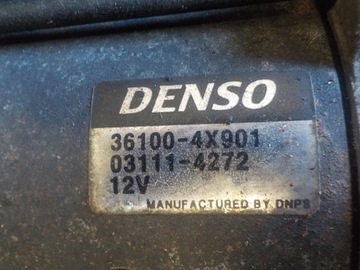 DENSO
36100-4X901
03111-4272
12V
MANUFACTURED BY DNPS